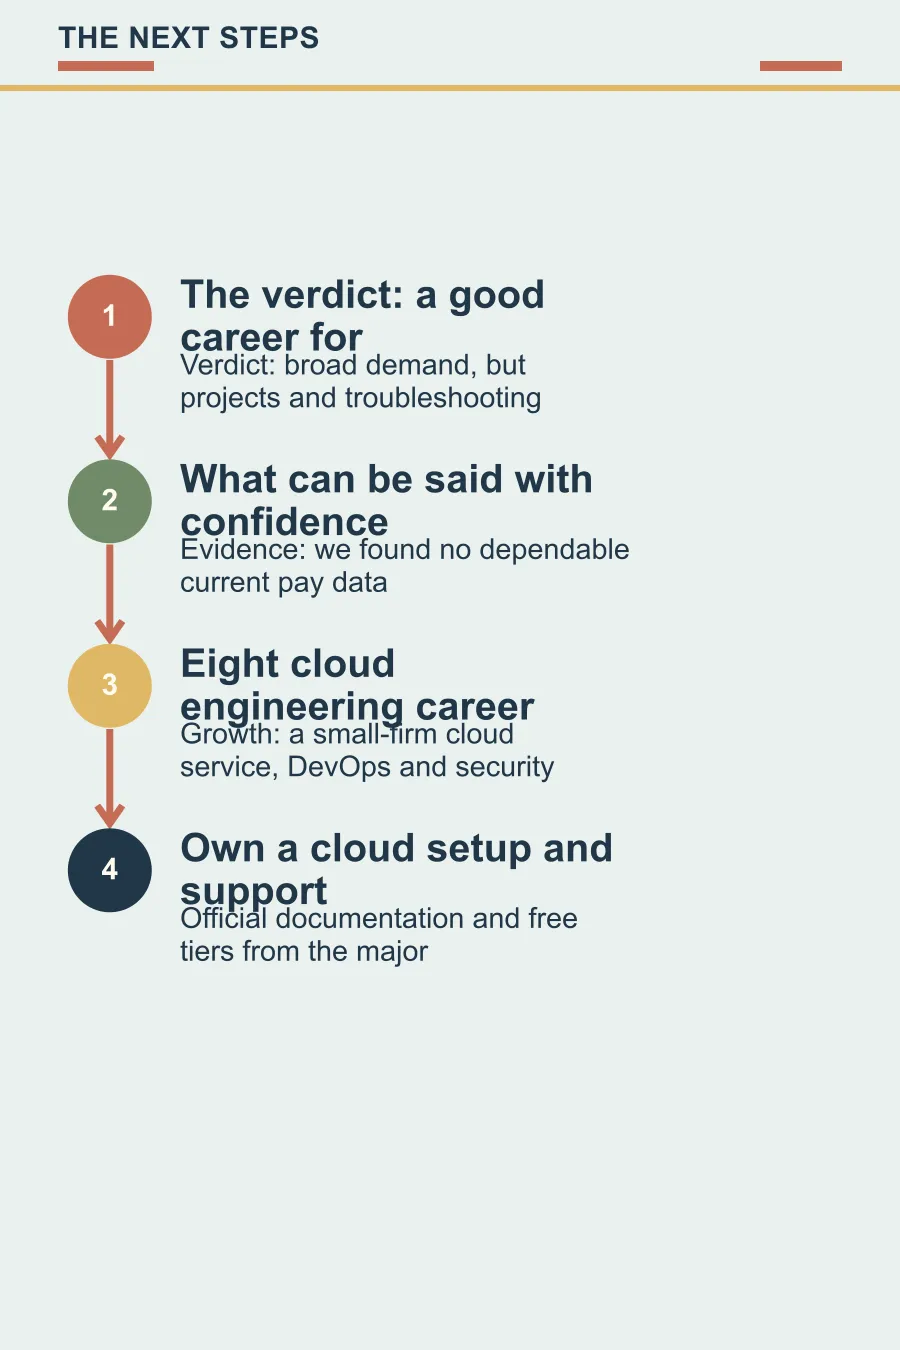 THE NEXT STEPS
1
The verdict: a good
career for
Verdict: broad demand, but
projects and troubleshooting
2
What can be said with
confidence
Evidence: we found no dependable
current pay data
3
Eight cloud
engineering career
Growth: a small-firm cloud
service, DevOps and security
4
Own a cloud setup and
support
Official documentation and free
tiers from the major